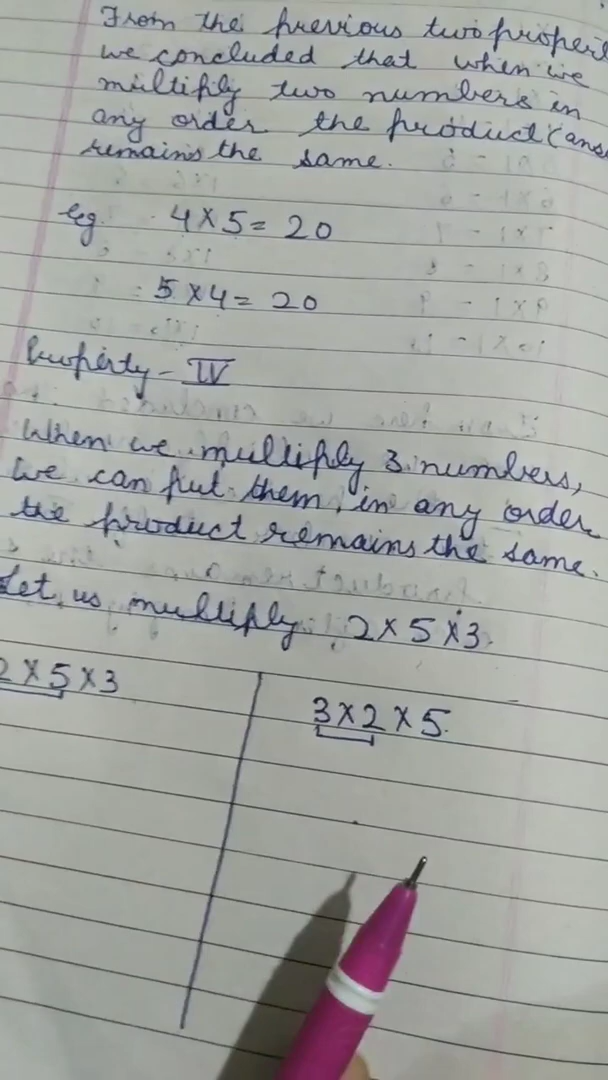 From the previous two propert
we concluded that when we
multiply two numbers in
any order the product (ans
remains the same.
eg 4 × 5 = 20
5 × 4 = 20
Property - IV
When we multiply 3 numbers,
we can put them in any order
the product remains the same.
Let us multiply 2 × 5 × 3
2 × 5 × 3
3 × 2 × 5